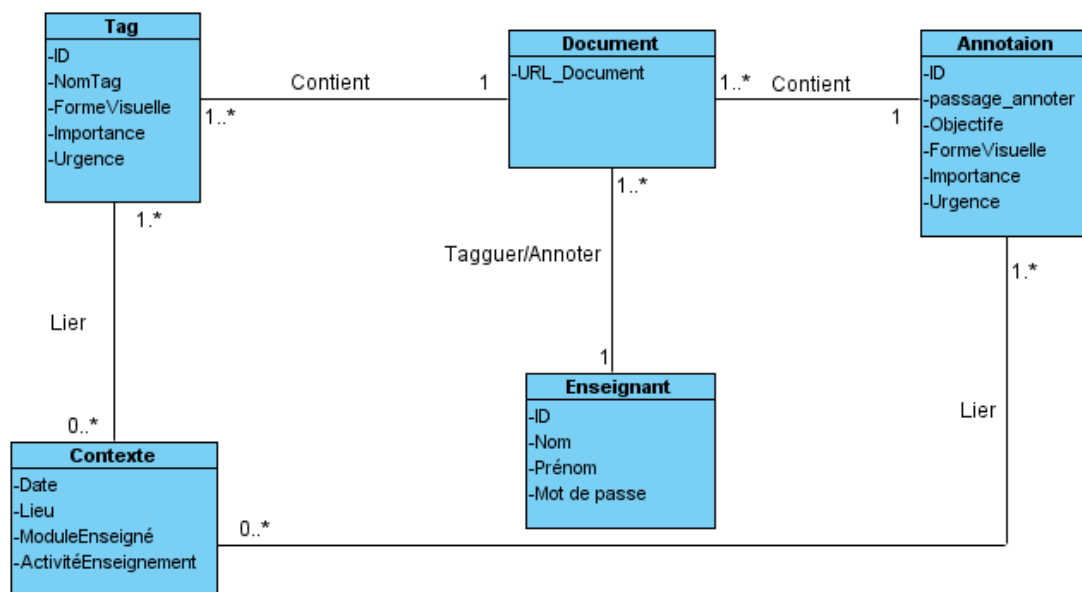 Tag
-ID
-NomTag
-FormeVisuelle
-Importance
-Urgence
Contient
1..*
1
Document
-URL_Document
1..*
Contient
1
Annotaion
-ID
-passage_annoter
-Objectife
-FormeVisuelle
-Importance
-Urgence
1.*
Lier
0..*
1..*
Tagguer/Annoter
1
1.*
Lier
0..*
Enseignant
-ID
-Nom
-Prénom
-Mot de passe
Contexte
-Date
-Lieu
-ModuleEnseigné
-ActivitéEnseignement